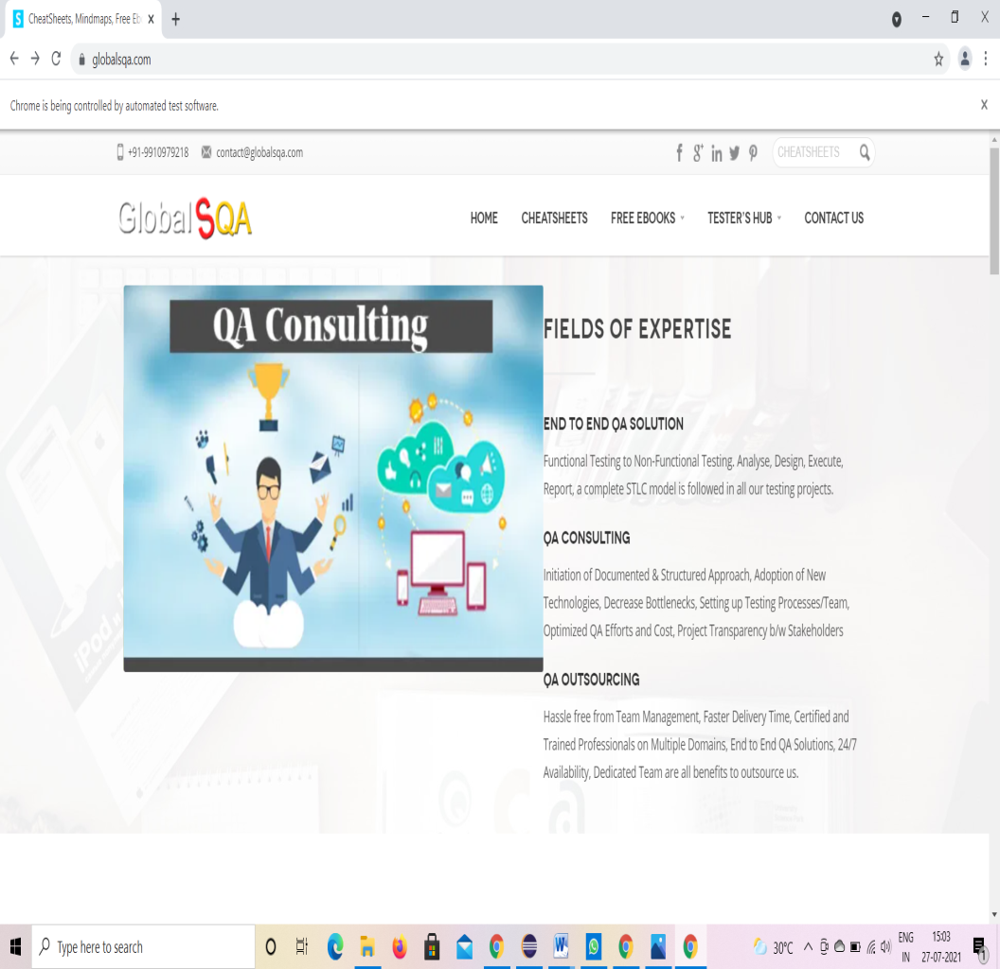 CheatSheets, Mindmaps, Free Eb
globalsqa.com
Chrome is being controlled by automated test software.
+91-9910979218 contact@globalsqa.com
CHEATSHEETS
GlobalSQA
HOME CHEATSHEETS FREE EBOOKS TESTER'S HUB CONTACT US
QA Consulting
FIELDS OF EXPERTISE
END TO END QA SOLUTION
Functional Testing to Non-Functional Testing. Analyse, Design, Execute,
Report, a complete STLC model is followed in all our testing projects.
QA CONSULTING
Initiation of Documented & Structured Approach, Adoption of New
Technologies, Decrease Bottlenecks, Setting up Testing Processes/Team,
Optimized QA Efforts and Cost, Project Transparency b/w Stakeholders
QA OUTSOURCING
Hassle free from Team Management, Faster Delivery Time, Certified and
Trained Professionals on Multiple Domains, End to End QA Solutions, 24/7
Availability, Dedicated Team are all benefits to outsource us.
iPod
Type here to search
30°C
ENG
IN
15:03
27-07-2021
1